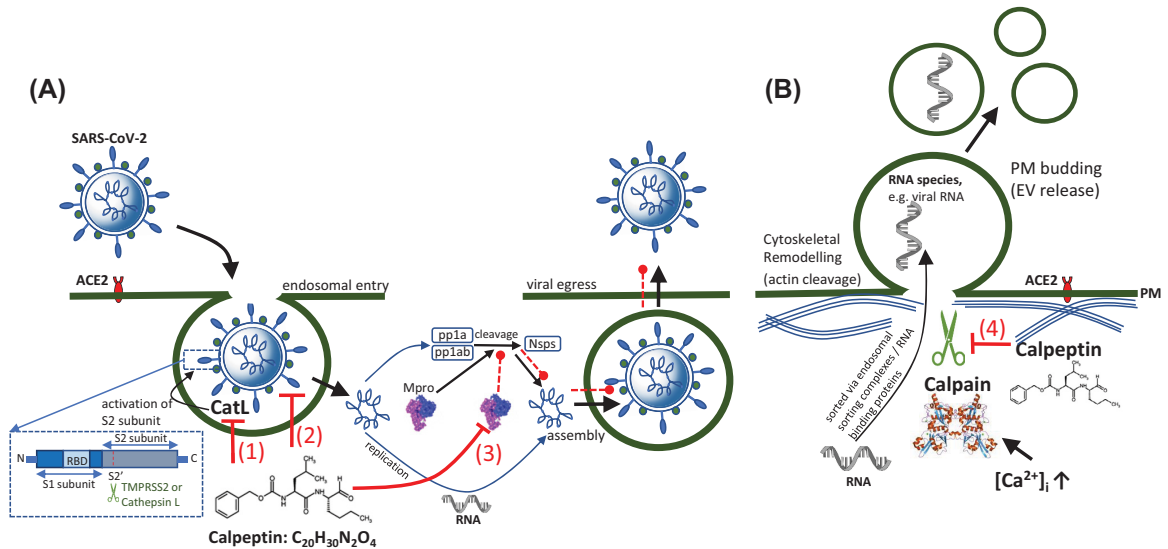 (A)
SARS-CoV-2
ACE2
endosomal entry
viral egress
pp1a
pp1ab
cleavage
Nsps
Mpro
activation of
S2 subunit
CatL
(1)
(2)
(3)
assembly
replication
RNA
S2 subunit
N
RBD
C
S1 subunit
S2'
TMPRSS2 or
Cathepsin L
O
O
N
H
O
H
N
O
H
Calpeptin: C₂₀H₃₀N₂O₄
(B)
PM budding
(EV release)
RNA species,
e.g. viral RNA
Cytoskeletal
Remodelling
(actin cleavage)
ACE2
PM
(4)
Calpeptin
Calpain
sorted via endosomal
sorting complexes / RNA
binding proteins
RNA
[Ca²⁺]ᵢ ↑